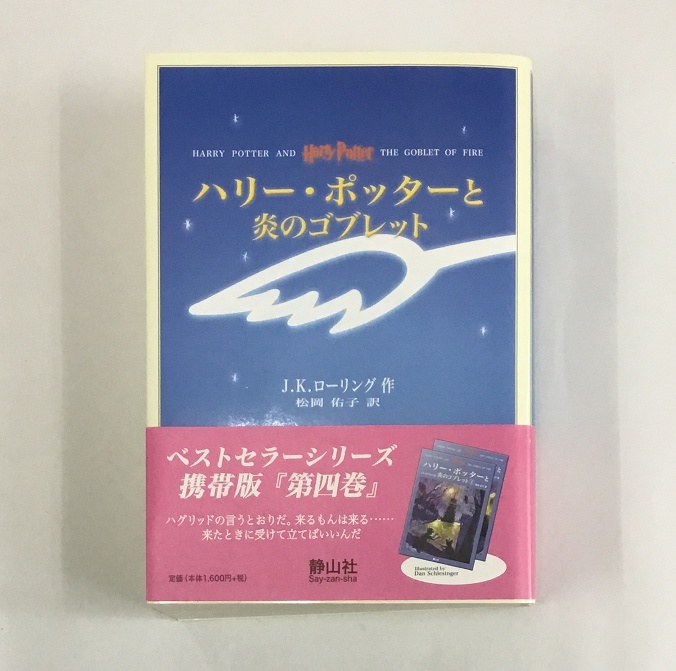 HARRY POTTER AND Harry Potter THE GOBLET OF FIRE
ハリー・ポッターと
炎のゴブレット
J.K.ローリング 作
松岡 佑子 訳
ベストセラーシリーズ
携帯版『第四巻』
ハグリッドの言うとおりだ。来るもんは来る……
来たときに受けて立てばいいんだ
定価(本体1,600円+税)
静山社
Say-zan-sha
ハリー・ポッターと
炎のゴブレット
Illustrated by
Dan Schlesinger